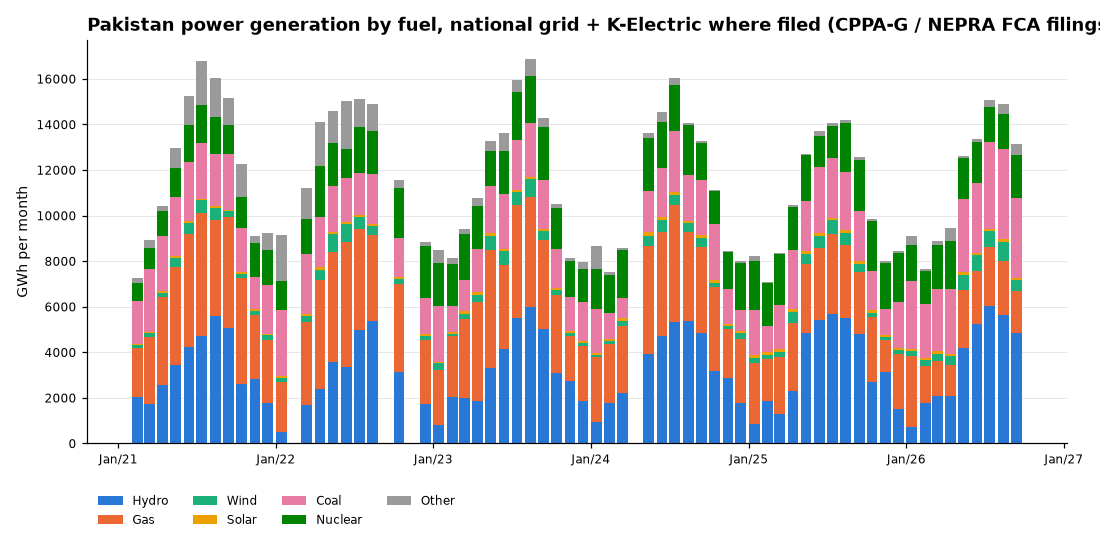 Pakistan power generation by fuel, national grid + K-Electric where filed (CPPA-G / NEPRA FCA filings
GWh per month
16000
14000
12000
10000
8000
6000
4000
2000
0
Jan/21 Jan/22 Jan/23 Jan/24 Jan/25 Jan/26 Jan/27
Hydro Wind Coal Other
Gas Solar Nuclear